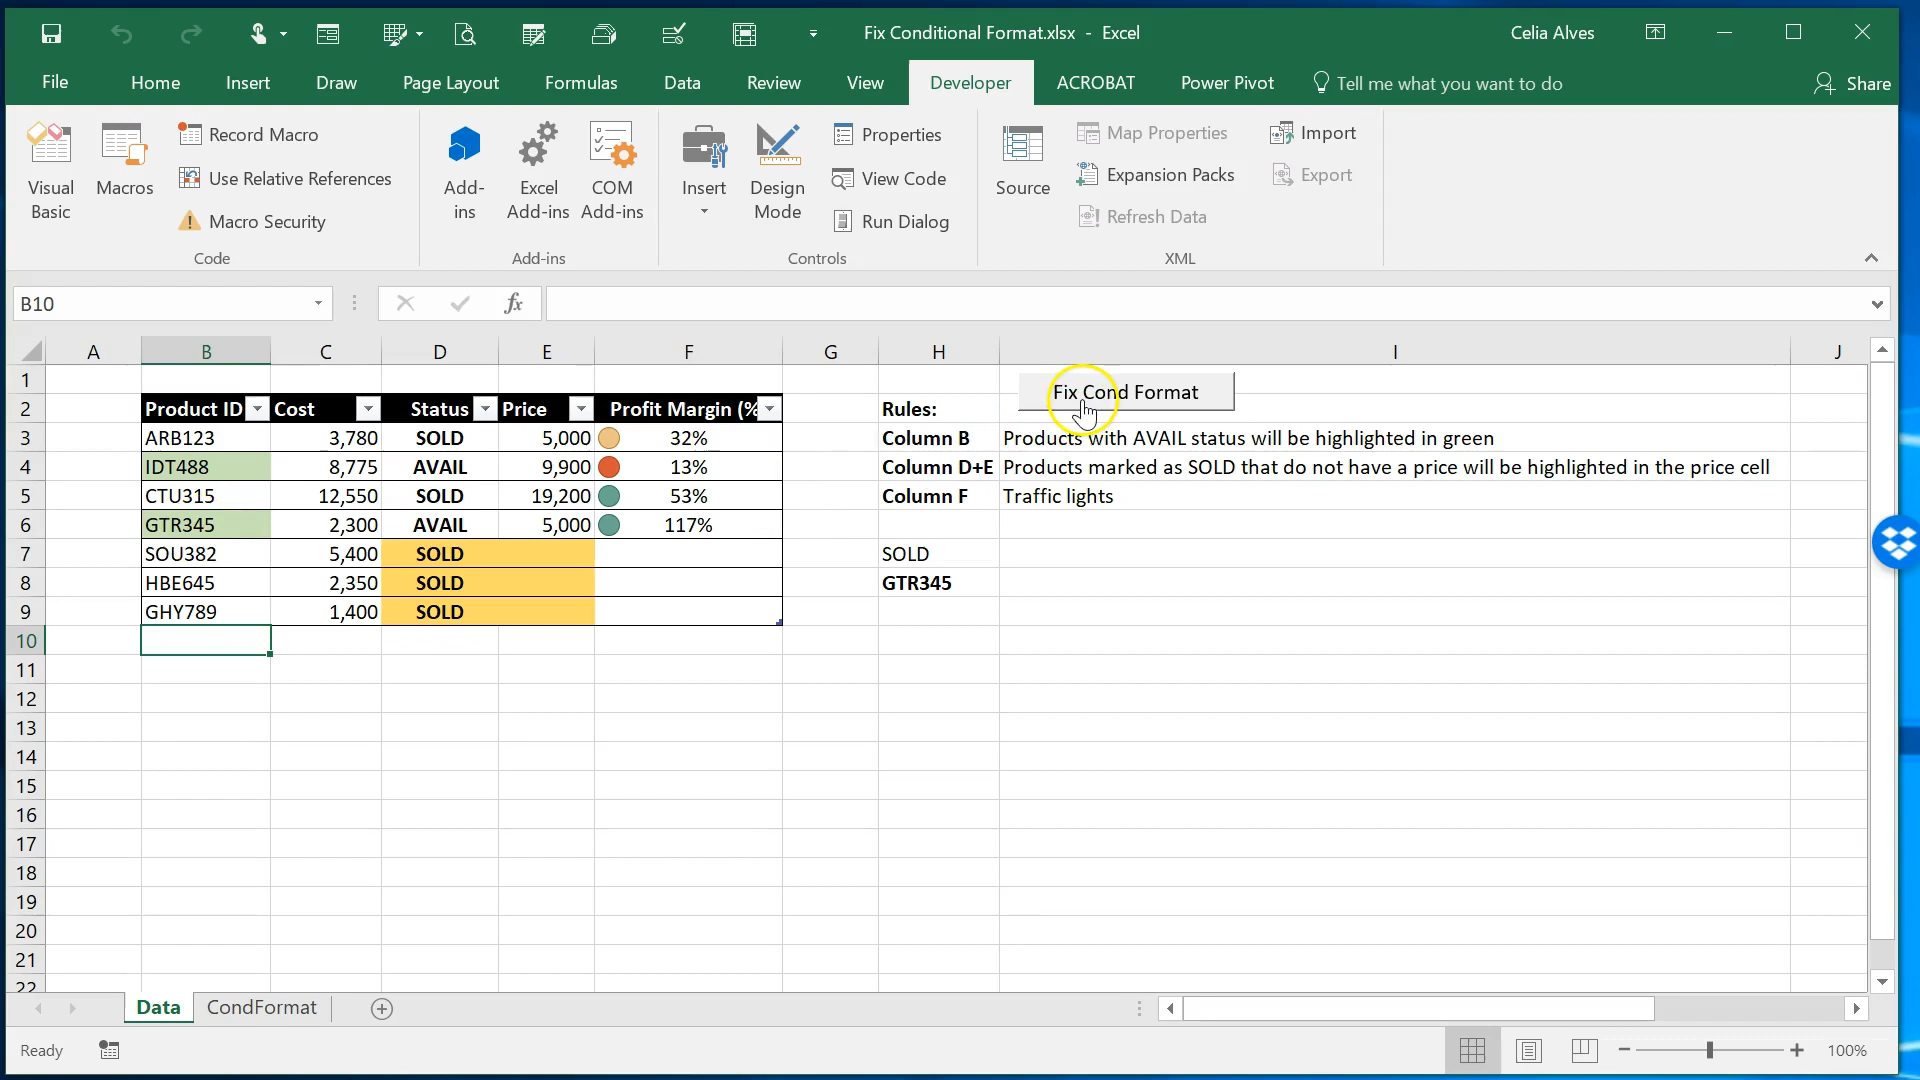 Fix Conditional Format.xlsx - Excel
Celia Alves
File Home Insert Draw Page Layout Formulas Data Review View Developer ACROBAT Power Pivot Tell me what you want to do Share
Visual Basic
Macros
Record Macro
Use Relative References
Macro Security
Code
Add-ins
Excel Add-ins
COM Add-ins
Add-ins
Insert
Design Mode
Properties
View Code
Run Dialog
Controls
Source
Map Properties
Expansion Packs
Refresh Data
Import
Export
XML
B10
fx
A B C D E F G H I J
1 Fix Cond Format
2 Product ID Cost Status Price Profit Margin (% Rules:
3 ARB123 3,780 SOLD 5,000 32% Column B Products with AVAIL status will be highlighted in green
4 IDT488 8,775 AVAIL 9,900 13% Column D+E Products marked as SOLD that do not have a price will be highlighted in the price cell
5 CTU315 12,550 SOLD 19,200 53% Column F Traffic lights
6 GTR345 2,300 AVAIL 5,000 117%
7 SOU382 5,400 SOLD SOLD
8 HBE645 2,350 SOLD GTR345
9 GHY789 1,400 SOLD
10
11
12
13
14
15
16
17
18
19
20
21
22
Data CondFormat
Ready
100%